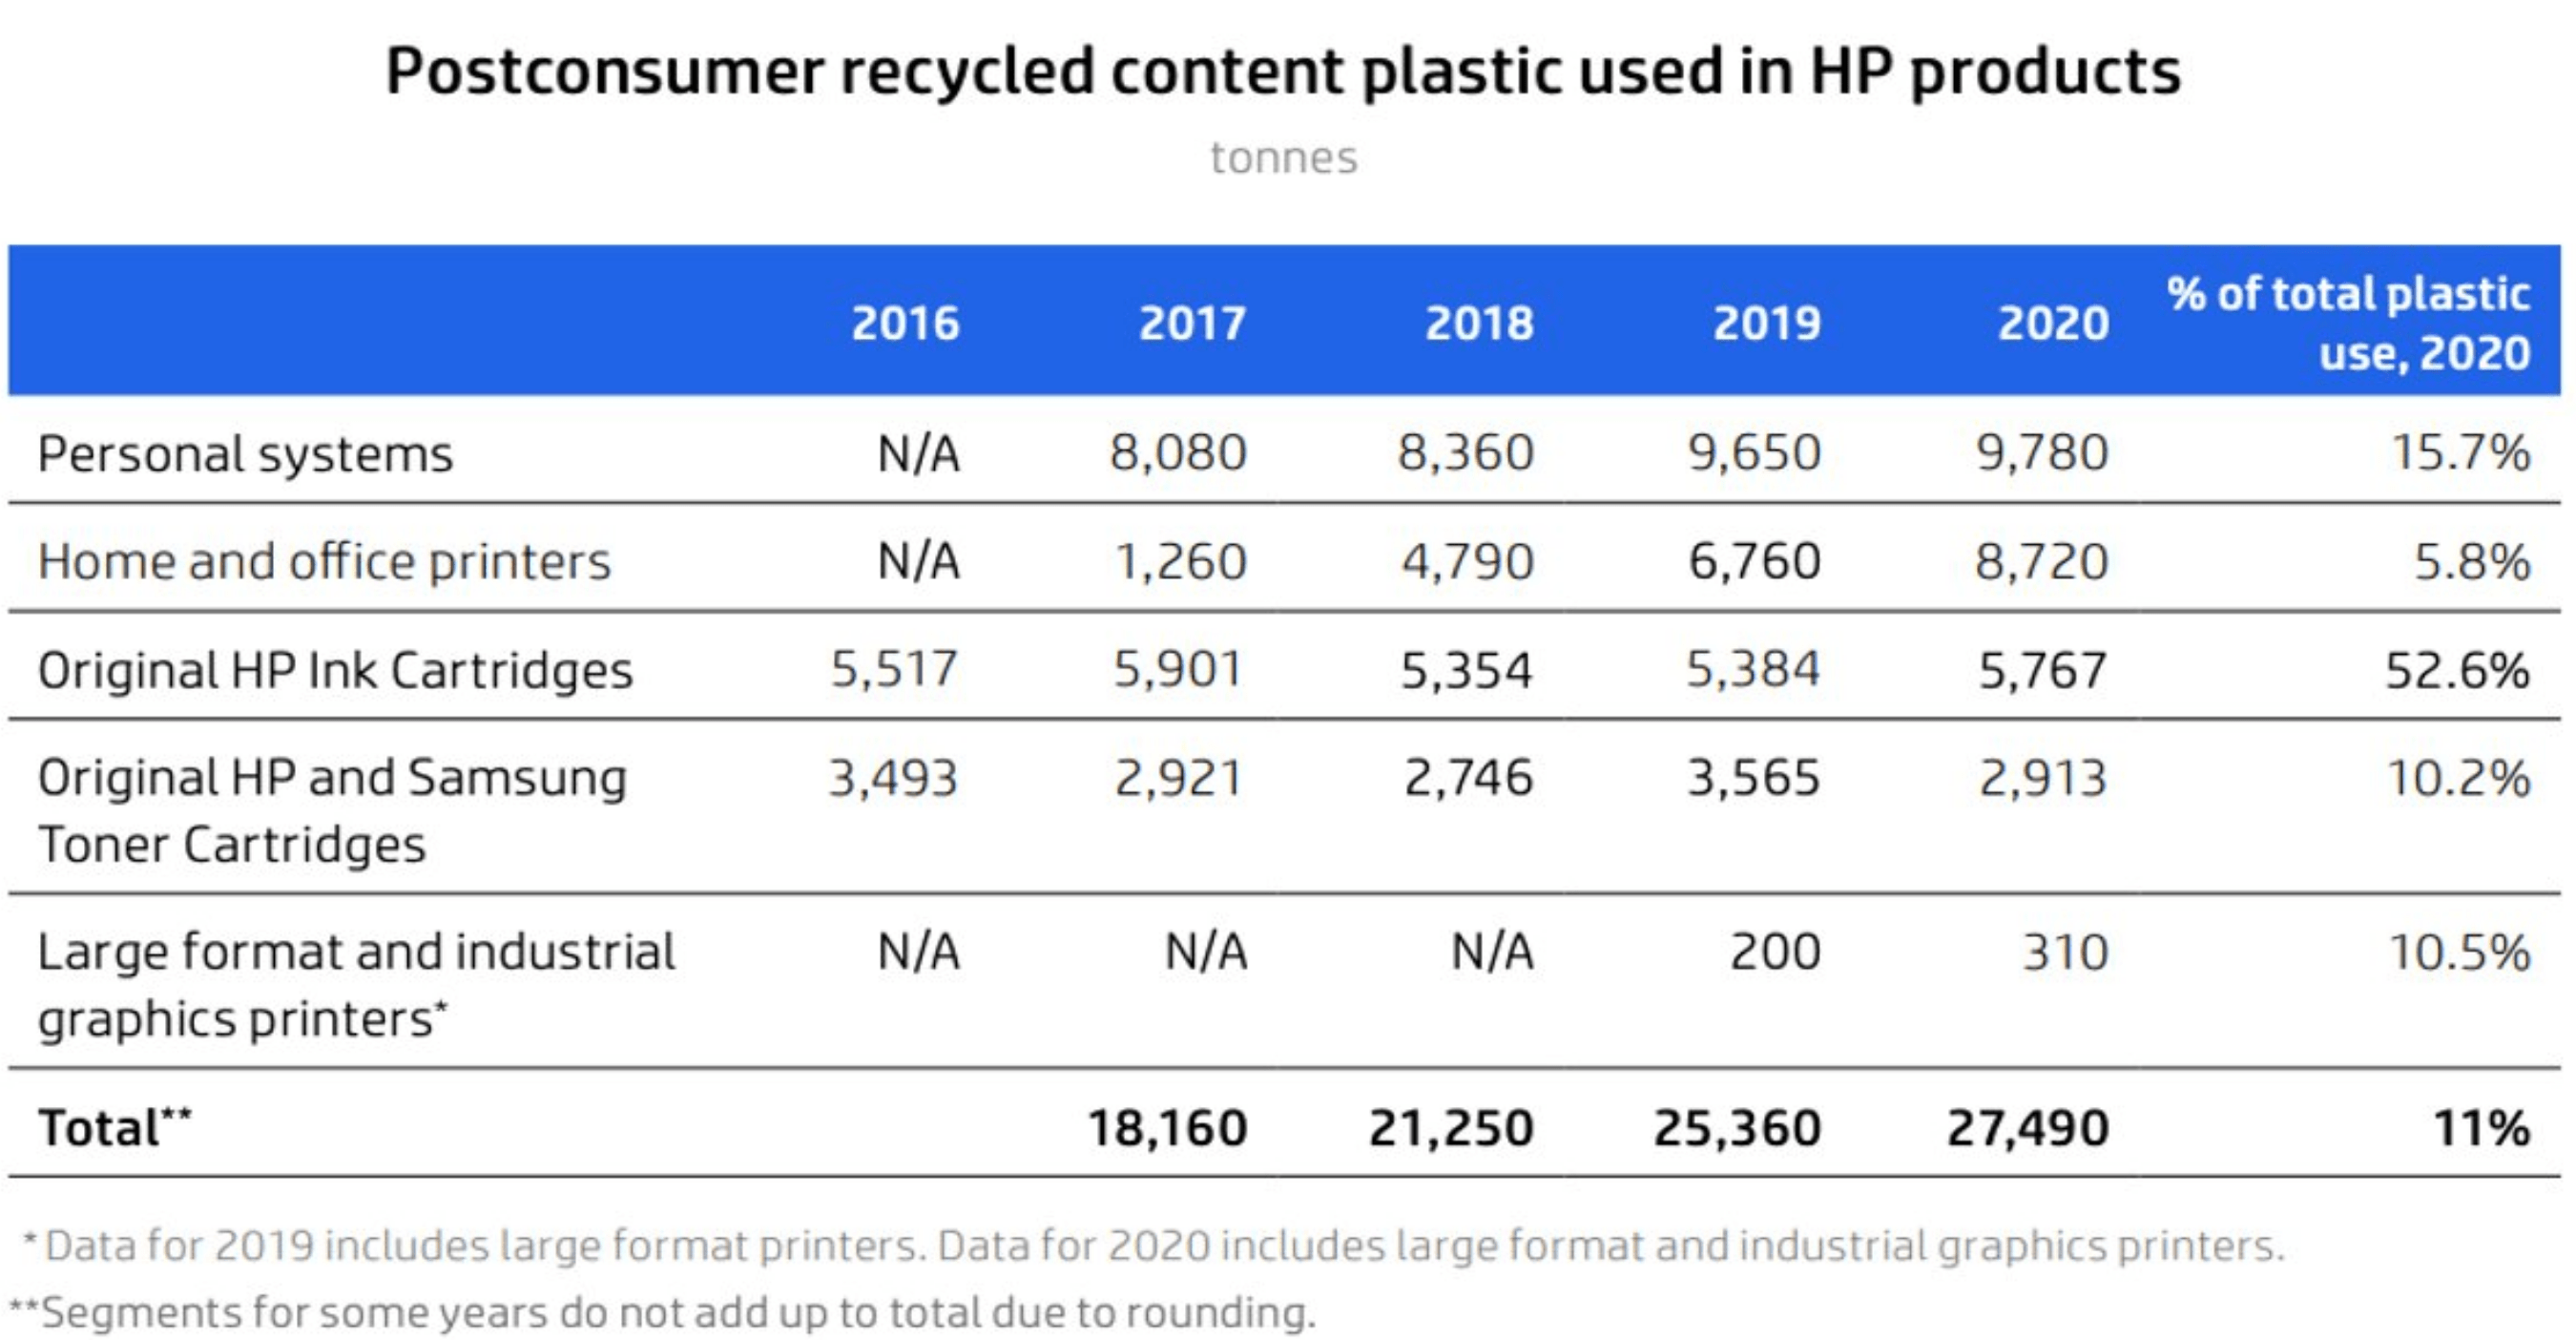 Postconsumer recycled content plastic used in HP products
tonnes
2016 2017 2018 2019 2020 % of total plastic
use, 2020
Personal systems N/A 8,080 8,360 9,650 9,780 15.7%
Home and office printers N/A 1,260 4,790 6,760 8,720 5.8%
Original HP Ink Cartridges 5,517 5,901 5,354 5,384 5,767 52.6%
Original HP and Samsung 3,493 2,921 2,746 3,565 2,913 10.2%
Toner Cartridges
Large format and industrial N/A N/A N/A 200 310 10.5%
graphics printers*
Total** 18,160 21,250 25,360 27,490 11%
*Data for 2019 includes large format printers. Data for 2020 includes large format and industrial graphics printers.
**Segments for some years do not add up to total due to rounding.